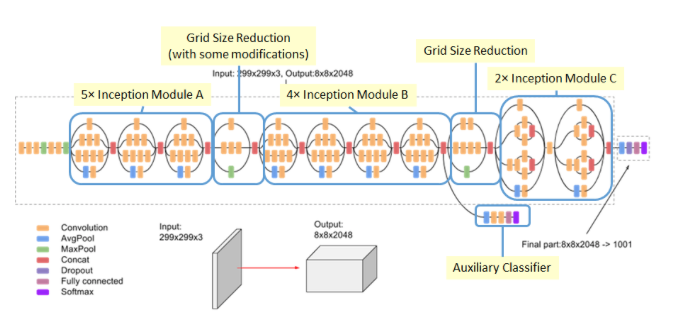 Grid Size Reduction
(with some modifications)
Grid Size Reduction
Input: 299x299x3, Output:8x8x2048
2× Inception Module C
5× Inception Module A
4× Inception Module B
Convolution
AvgPool
MaxPool
Concat
Dropout
Fully connected
Softmax
Input:
299x299x3
Output:
8x8x2048
Final part:8x8x2048 -> 1001
Auxiliary Classifier